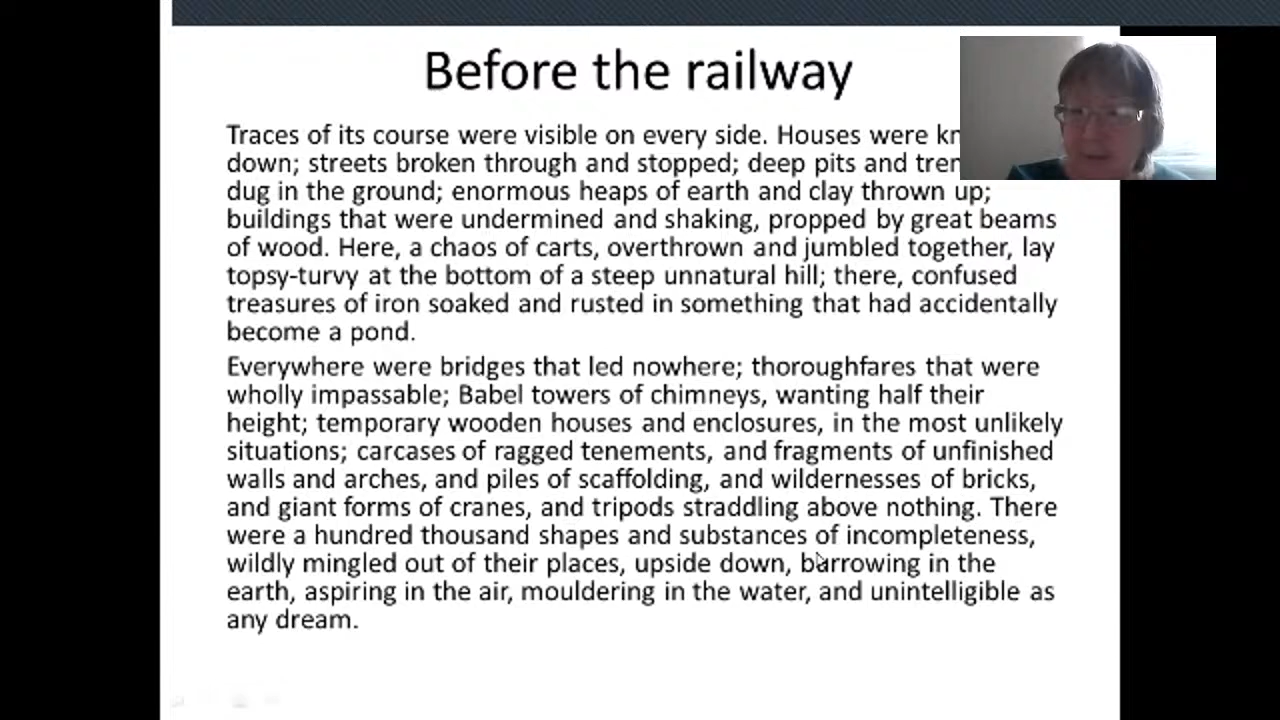 Before the railway
Traces of its course were visible on every side. Houses were
down; streets broken through and stopped; deep pits and
dug in the ground; enormous heaps of earth and clay thrown up;
buildings that were undermined and shaking, propped by great beams
of wood. Here, a chaos of carts, overthrown and jumbled together, lay
topsy-turvy at the bottom of a steep unnatural hill; there, confused
treasures of iron soaked and rusted in something that had accidentally
become a pond.
Everywhere were bridges that led nowhere; thoroughfares that were
wholly impassable; Babel towers of chimneys, wanting half their
height; temporary wooden houses and enclosures, in the most unlikely
situations; carcases of ragged tenements, and fragments of unfinished
walls and arches, and piles of scaffolding, and wildernesses of bricks,
and giant forms of cranes, and tripods straddling above nothing. There
were a hundred thousand shapes and substances of incompleteness,
wildly mingled out of their places, upside down, burrowing in the
earth, aspiring in the air, mouldering in the water, and unintelligible as
any dream.